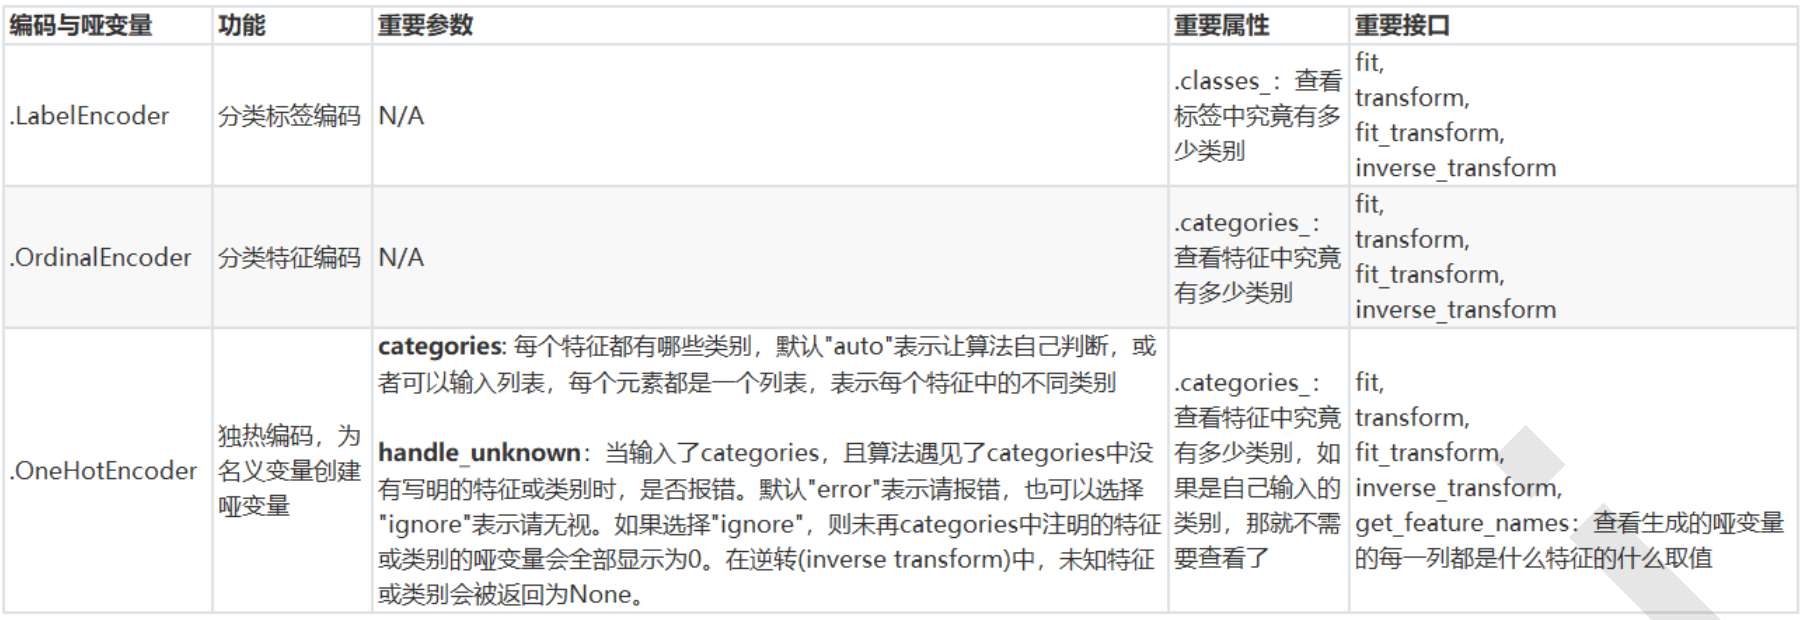 编码与哑变量 功能 重要参数 重要属性 重要接口
.LabelEncoder
分类标签编码
N/A
.classes_：查看
标签中究竟有多
少类别
fit,
transform,
fit_transform,
inverse_transform
.OrdinalEncoder
分类特征编码
N/A
.categories_：
查看特征中究竟
有多少类别
fit,
transform,
fit_transform,
inverse_transform
.OneHotEncoder
独热编码，为
名义变量创建
哑变量
categories: 每个特征都有哪些类别，默认"auto"表示让算法自己判断，或
者可以输入列表，每个元素都是一个列表，表示每个特征中的不同类别
handle_unknown：当输入了categories，且算法遇见了categories中没
有写明的特征或类别时，是否报错。默认"error"表示请报错，也可以选择
"ignore"表示请无视。如果选择"ignore"，则未再categories中注明的特征
或类别的哑变量会全部显示为0。在逆转(inverse transform)中，未知特征
或类别会被返回为None。
.categories_：
查看特征中究竟
有多少类别，如
果是自己输入的
类别，那就不需
要查看了
fit,
transform,
fit_transform,
inverse_transform,
get_feature_names：查看生成的哑变量
的每一列都是什么特征的什么取值